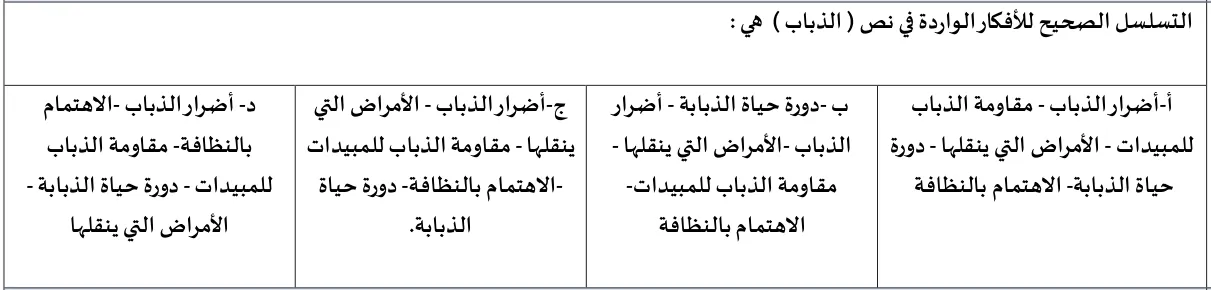 التسلسل الصحيح للأفكار الواردة في نص ( الذباب ) هي :
أ-أضرار الذباب - مقاومة الذباب
للمبيدات - الأمراض التي ينقلها - دورة
حياة الذبابة- الاهتمام بالنظافة
ب -دورة حياة الذبابة - أضرار
الذباب -الأمراض التي ينقلها -
مقاومة الذباب للمبيدات-
الاهتمام بالنظافة
ج-أضرار الذباب - الأمراض التي
ينقلها - مقاومة الذباب للمبيدات
-الاهتمام بالنظافة- دورة حياة
الذبابة.
د- أضرار الذباب -الاهتمام
بالنظافة- مقاومة الذباب
للمبيدات - دورة حياة الذبابة -
الأمراض التي ينقلها